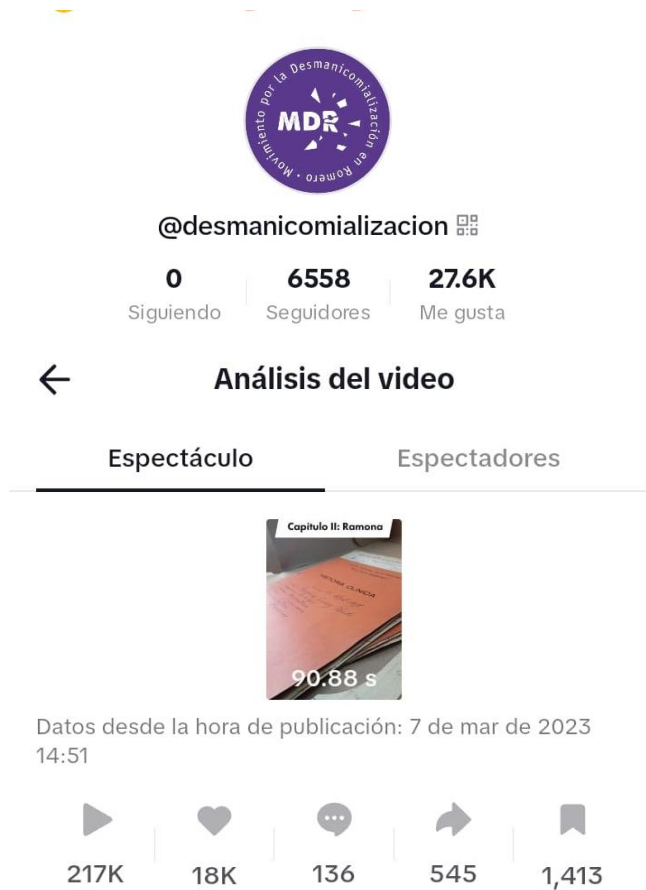 Movimiento por la Desmanicomialización en Romero •
MDR
@desmanicomializacion
0 6558 27.6K
Siguiendo Seguidores Me gusta
Análisis del video
Espectáculo Espectadores
Capítulo II: Ramona
HISTORIA CLINICA
90.88 s
Datos desde la hora de publicación: 7 de mar de 2023
14:51
217K 18K 136 545 1,413